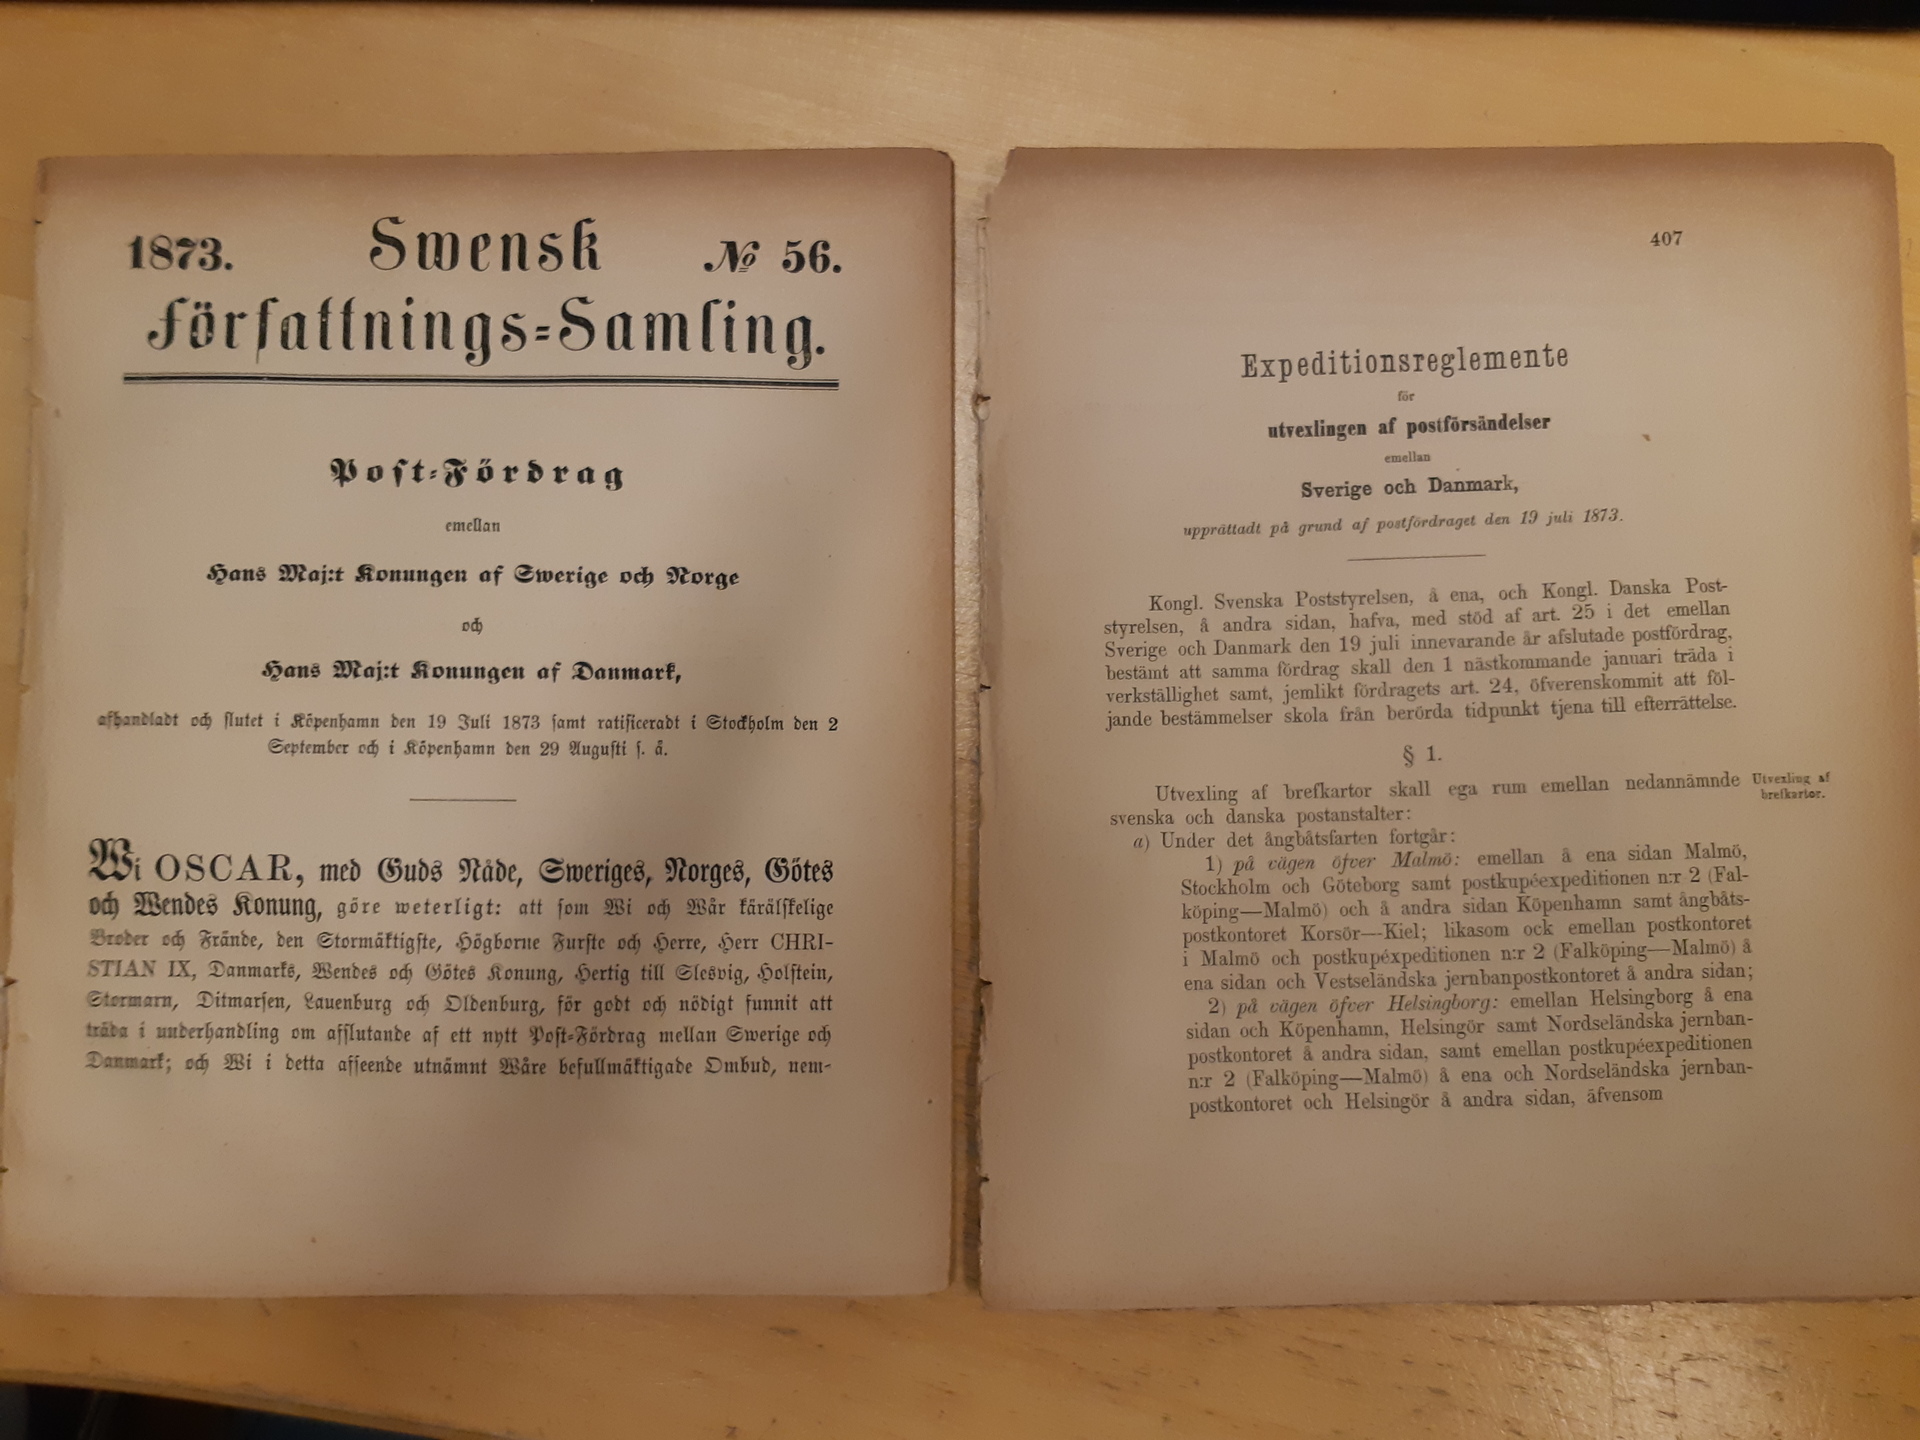 1873. Swensk № 56.
Författnings=Samling.
Post=Fördrag
emellan
Hans Maj:t Konungen af Swerige och Norge
och
Hans Maj:t Konungen af Danmark,
afhandladt och slutet i Köpenhamn den 19 Juli 1873 samt ratificeradt i Stockholm den 2
September och i Köpenhamn den 29 Augusti s. å.
Wi OSCAR, med Guds Nåde, Sweriges, Norges, Götes
och Wendes Konung, göre weterligt: att som Wi och Wår kärälskelige
Broder och Frände, den Stormäktigste, Högborne Furste och Herre, Herr CHRI-
STIAN IX, Danmarks, Wendes och Götes Konung, Hertig till Slesvig, Holstein,
Stormarn, Ditmarsen, Lauenburg och Oldenburg, för godt och nödigt funnit att
träda i underhandling om afslutande af ett nytt Post=Fördrag mellan Swerige och
Danmark; och Wi i detta afseende utnämnt Wåre befullmäktigade Ombud, nem-
407
Expeditionsreglemente
för
utvexlingen af postförsändelser
emellan
Sverige och Danmark,
upprättadt på grund af postfördraget den 19 juli 1873.
Kongl. Svenska Poststyrelsen, å ena, och Kongl. Danska Post-
styrelsen, å andra sidan, hafva, med stöd af art. 25 i det emellan
Sverige och Danmark den 19 juli innevarande år afslutade postfördrag,
bestämt att samma fördrag skall den 1 nästkommande januari träda i
verkställighet samt, jemlikt fördragets art. 24, öfverenskommit att föl-
jande bestämmelser skola från berörda tidpunkt tjena till efterrättelse.
§ 1.
Utvexling af brefkartor skall ega rum emellan nedannämnde
svenska och danska postanstalter:
Utvexling af
brefkartor.
a) Under det ångbåtsfarten fortgår:
1) på vägen öfver Malmö: emellan å ena sidan Malmö,
Stockholm och Göteborg samt postkupéexpeditionen n:r 2 (Fal-
köping—Malmö) och å andra sidan Köpenhamn samt ångbåts-
postkontoret Korsör—Kiel; likasom ock emellan postkontoret
i Malmö och postkupéxpeditionen n:r 2 (Falköping—Malmö) å
ena sidan och Vestseländska jernbanpostkontoret å andra sidan;
2) på vägen öfver Helsingborg: emellan Helsingborg å ena
sidan och Köpenhamn, Helsingör samt Nordseländska jernban-
postkontoret å andra sidan, samt emellan postkupéexpeditionen
n:r 2 (Falköping—Malmö) å ena och Nordseländska jernban-
postkontoret och Helsingör å andra sidan, äfvensom